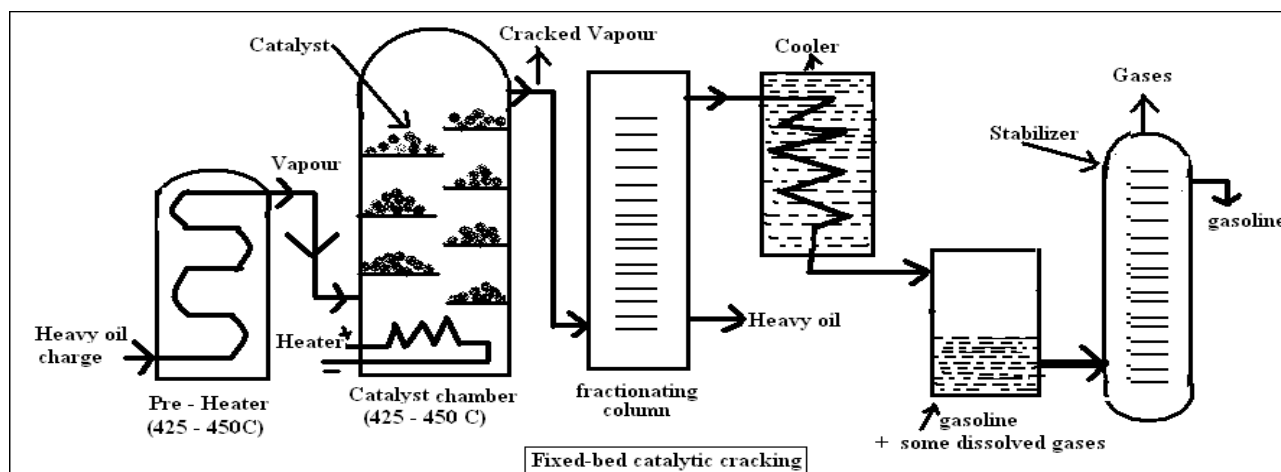 Catalyst
Cracked Vapour
Cooler
Gases
Stabilizer
Vapour
gasoline
Heavy oil
charge
Heater
Heavy oil
Pre - Heater
(425 - 450C)
Catalyst chamber
(425 - 450 C)
fractionating
column
gasoline
+ some dissolved gases
Fixed-bed catalytic cracking